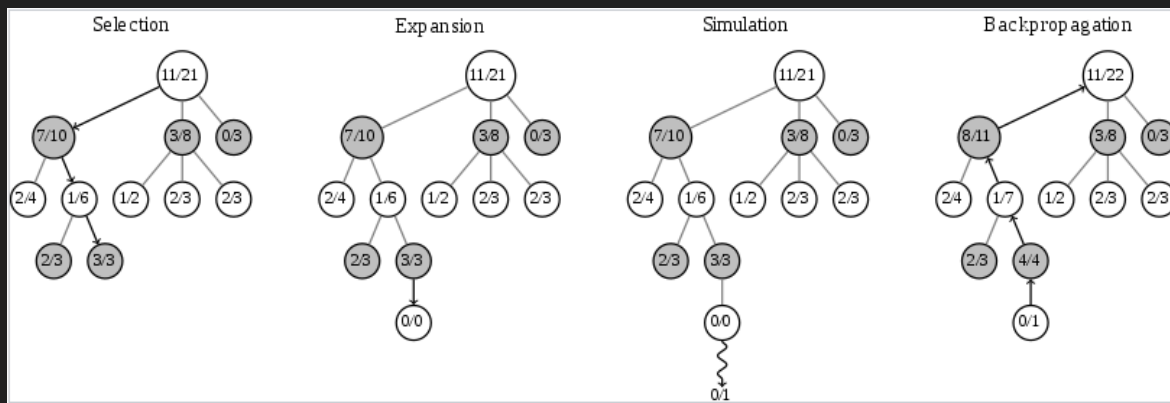 Selection
11/21
7/10 3/8 0/3
2/4 1/6 1/2 2/3 2/3
2/3 3/3
Expansion
11/21
7/10 3/8 0/3
2/4 1/6 1/2 2/3 2/3
2/3 3/3
0/0
Simulation
11/21
7/10 3/8 0/3
2/4 1/6 1/2 2/3 2/3
2/3 3/3
0/0
0/1
Backpropagation
11/22
8/11 3/8 0/3
2/4 1/7 1/2 2/3 2/3
2/3 4/4
0/1